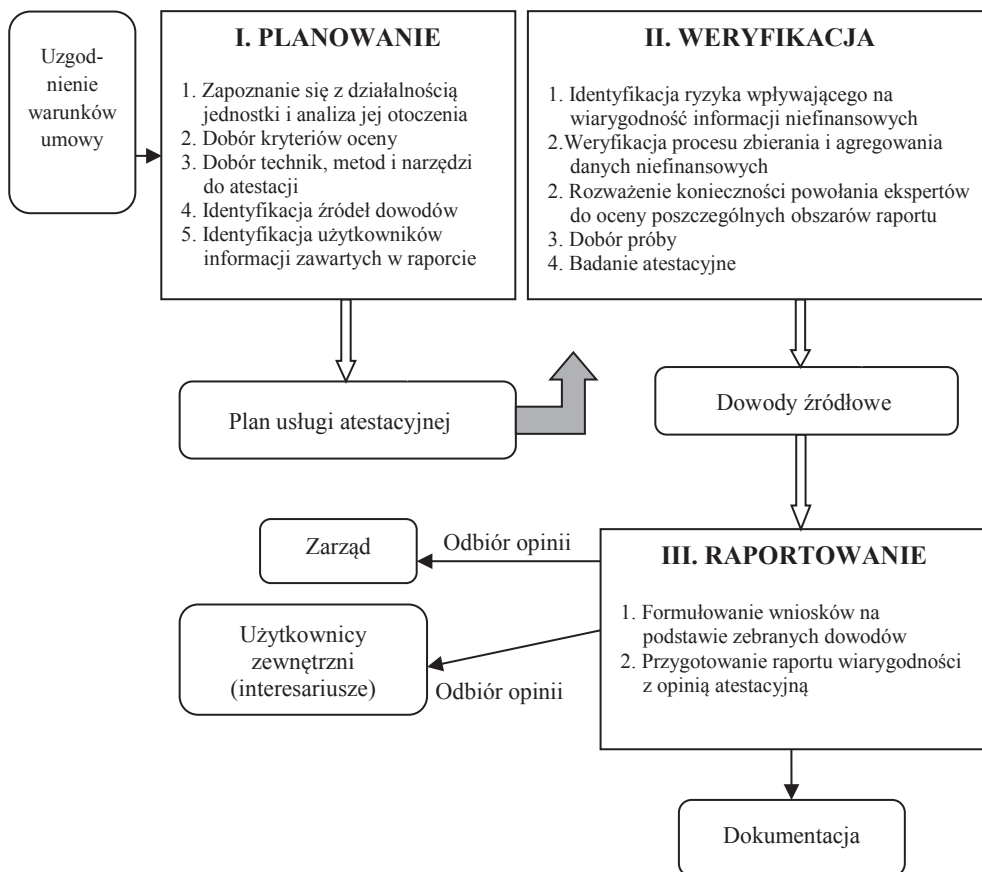 Uzgod-
nienie
warunków
umowy
I. PLANOWANIE
1. Zapoznanie się z działalnością
jednostki i analiza jej otoczenia
2. Dobór kryteriów oceny
3. Dobór technik, metod i narzędzi
do atestacji
4. Identyfikacja źródeł dowodów
5. Identyfikacja użytkowników
informacji zawartych w raporcie
II. WERYFIKACJA
1. Identyfikacja ryzyka wpływającego na
wiarygodność informacji niefinansowych
2.Weryfikacja procesu zbierania i agregowania
danych niefinansowych
2. Rozważenie konieczności powołania ekspertów
do oceny poszczególnych obszarów raportu
3. Dobór próby
4. Badanie atestacyjne
Plan usługi atestacyjnej
Dowody źródłowe
Zarząd
Odbiór opinii
III. RAPORTOWANIE
1. Formułowanie wniosków na
podstawie zebranych dowodów
2. Przygotowanie raportu wiarygodności
z opinią atestacyjną
Użytkownicy
zewnętrzni
(interesariusze)
Odbiór opinii
Dokumentacja